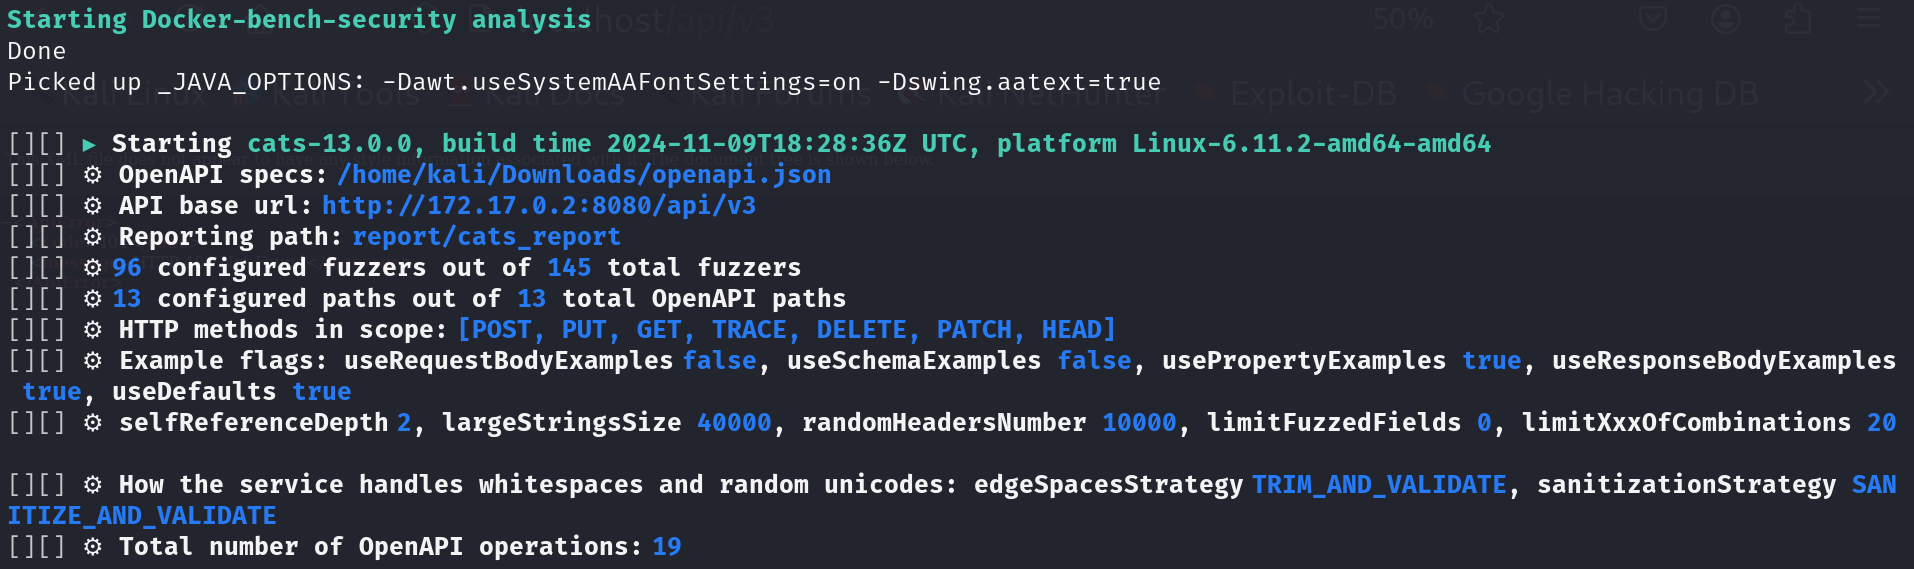 Starting Docker-bench-security analysis
Done
Picked up _JAVA_OPTIONS: -Dawt.useSystemAAFontSettings=on -Dswing.aatext=true
[][] ▶ Starting cats-13.0.0, build time 2024-11-09T18:28:36Z UTC, platform Linux-6.11.2-amd64-amd64
[][] ⚙ OpenAPI specs: /home/kali/Downloads/openapi.json
[][] ⚙ API base url: http://172.17.0.2:8080/api/v3
[][] ⚙ Reporting path: report/cats_report
[][] ⚙ 96 configured fuzzers out of 145 total fuzzers
[][] ⚙ 13 configured paths out of 13 total OpenAPI paths
[][] ⚙ HTTP methods in scope: [POST, PUT, GET, TRACE, DELETE, PATCH, HEAD]
[][] ⚙ Example flags: useRequestBodyExamples false, useSchemaExamples false, usePropertyExamples true, useResponseBodyExamples
true, useDefaults true
[][] ⚙ selfReferenceDepth 2, largeStringsSize 40000, randomHeadersNumber 10000, limitFuzzedFields 0, limitXxxOfCombinations 20
[][] ⚙ How the service handles whitespaces and random unicodes: edgeSpacesStrategy TRIM_AND_VALIDATE, sanitizationStrategy SAN
ITIZE_AND_VALIDATE
[][] ⚙ Total number of OpenAPI operations: 19